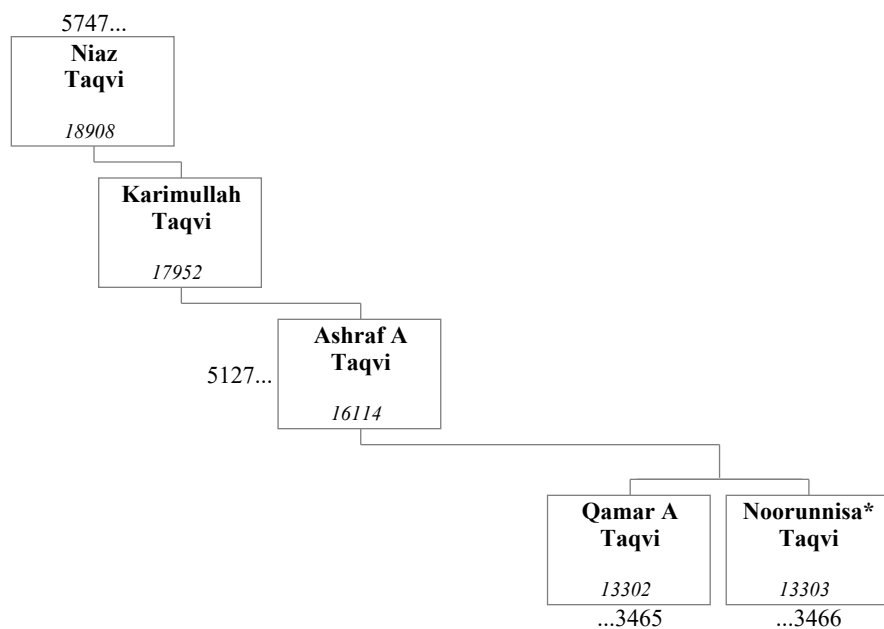 5747...
Niaz
Taqvi
18908
Karimullah
Taqvi
17952
Ashraf A
Taqvi
5127...
16114
Qamar A
Taqvi
13302
...3465
Noorunnisa*
Taqvi
13303
...3466